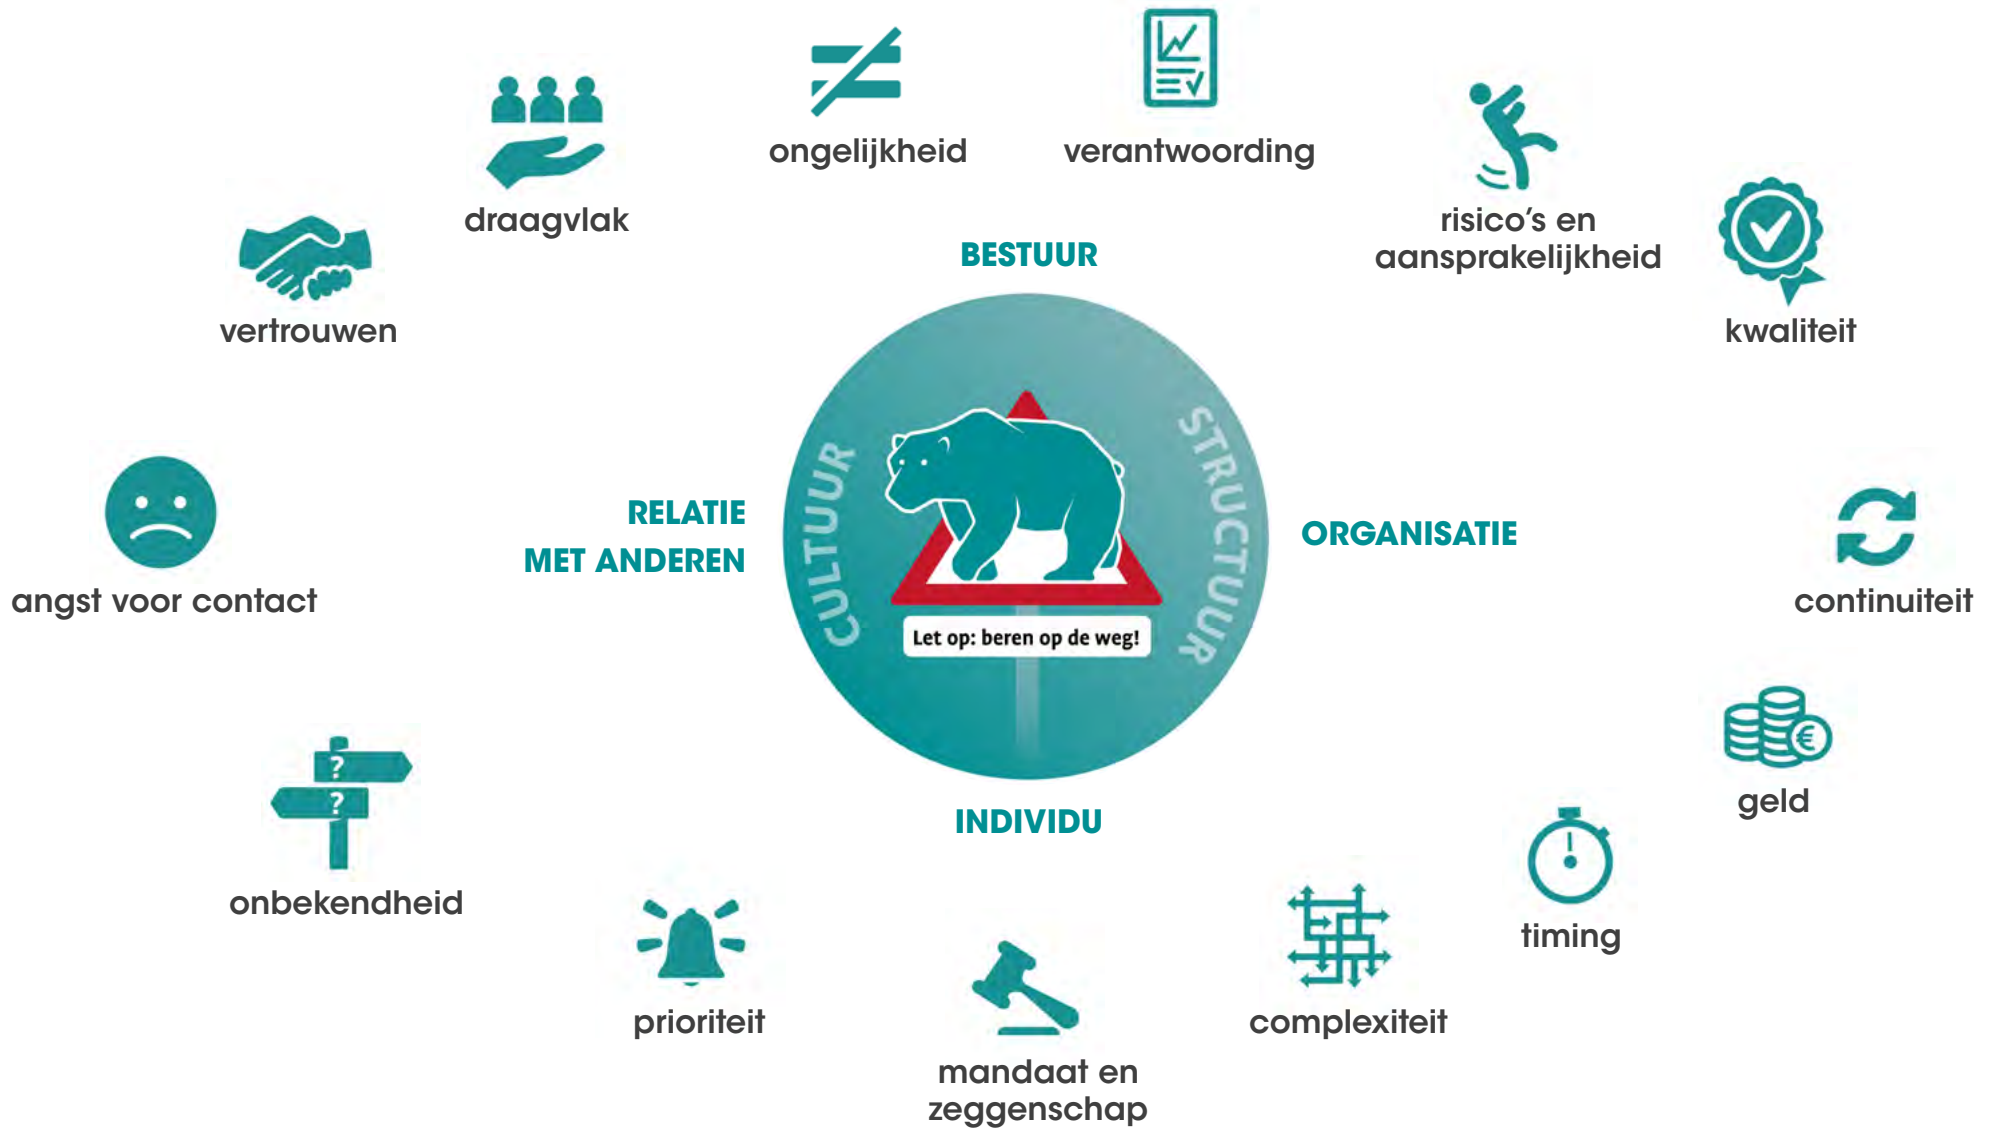 ongelijkheid
verantwoording
draagvlak
risico's en
aansprakelijkheid
vertrouwen
kwaliteit
BESTUUR
angst voor contact
RELATIE
MET ANDEREN
CULTUUR
STRUCTUUR
Let op: beren op de weg!
ORGANISATIE
continuiteit
?
?
onbekendheid
INDIVIDU
€
geld
timing
prioriteit
complexiteit
mandaat en
zeggenschap